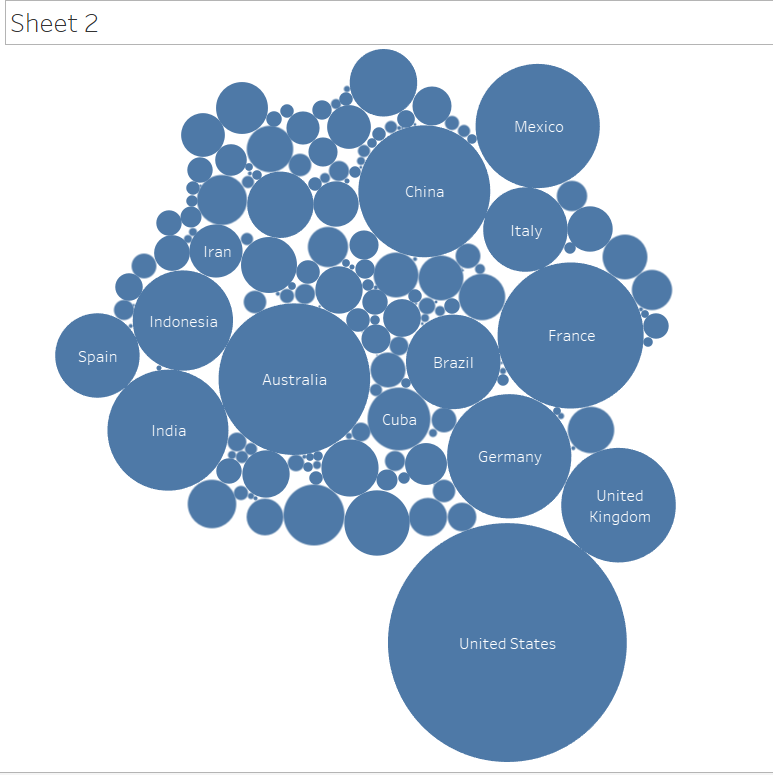 Sheet 2
Mexico
China
Italy
Iran
Indonesia
France
Spain
Brazil
Australia
Cuba
India
Germany
United
Kingdom
United States